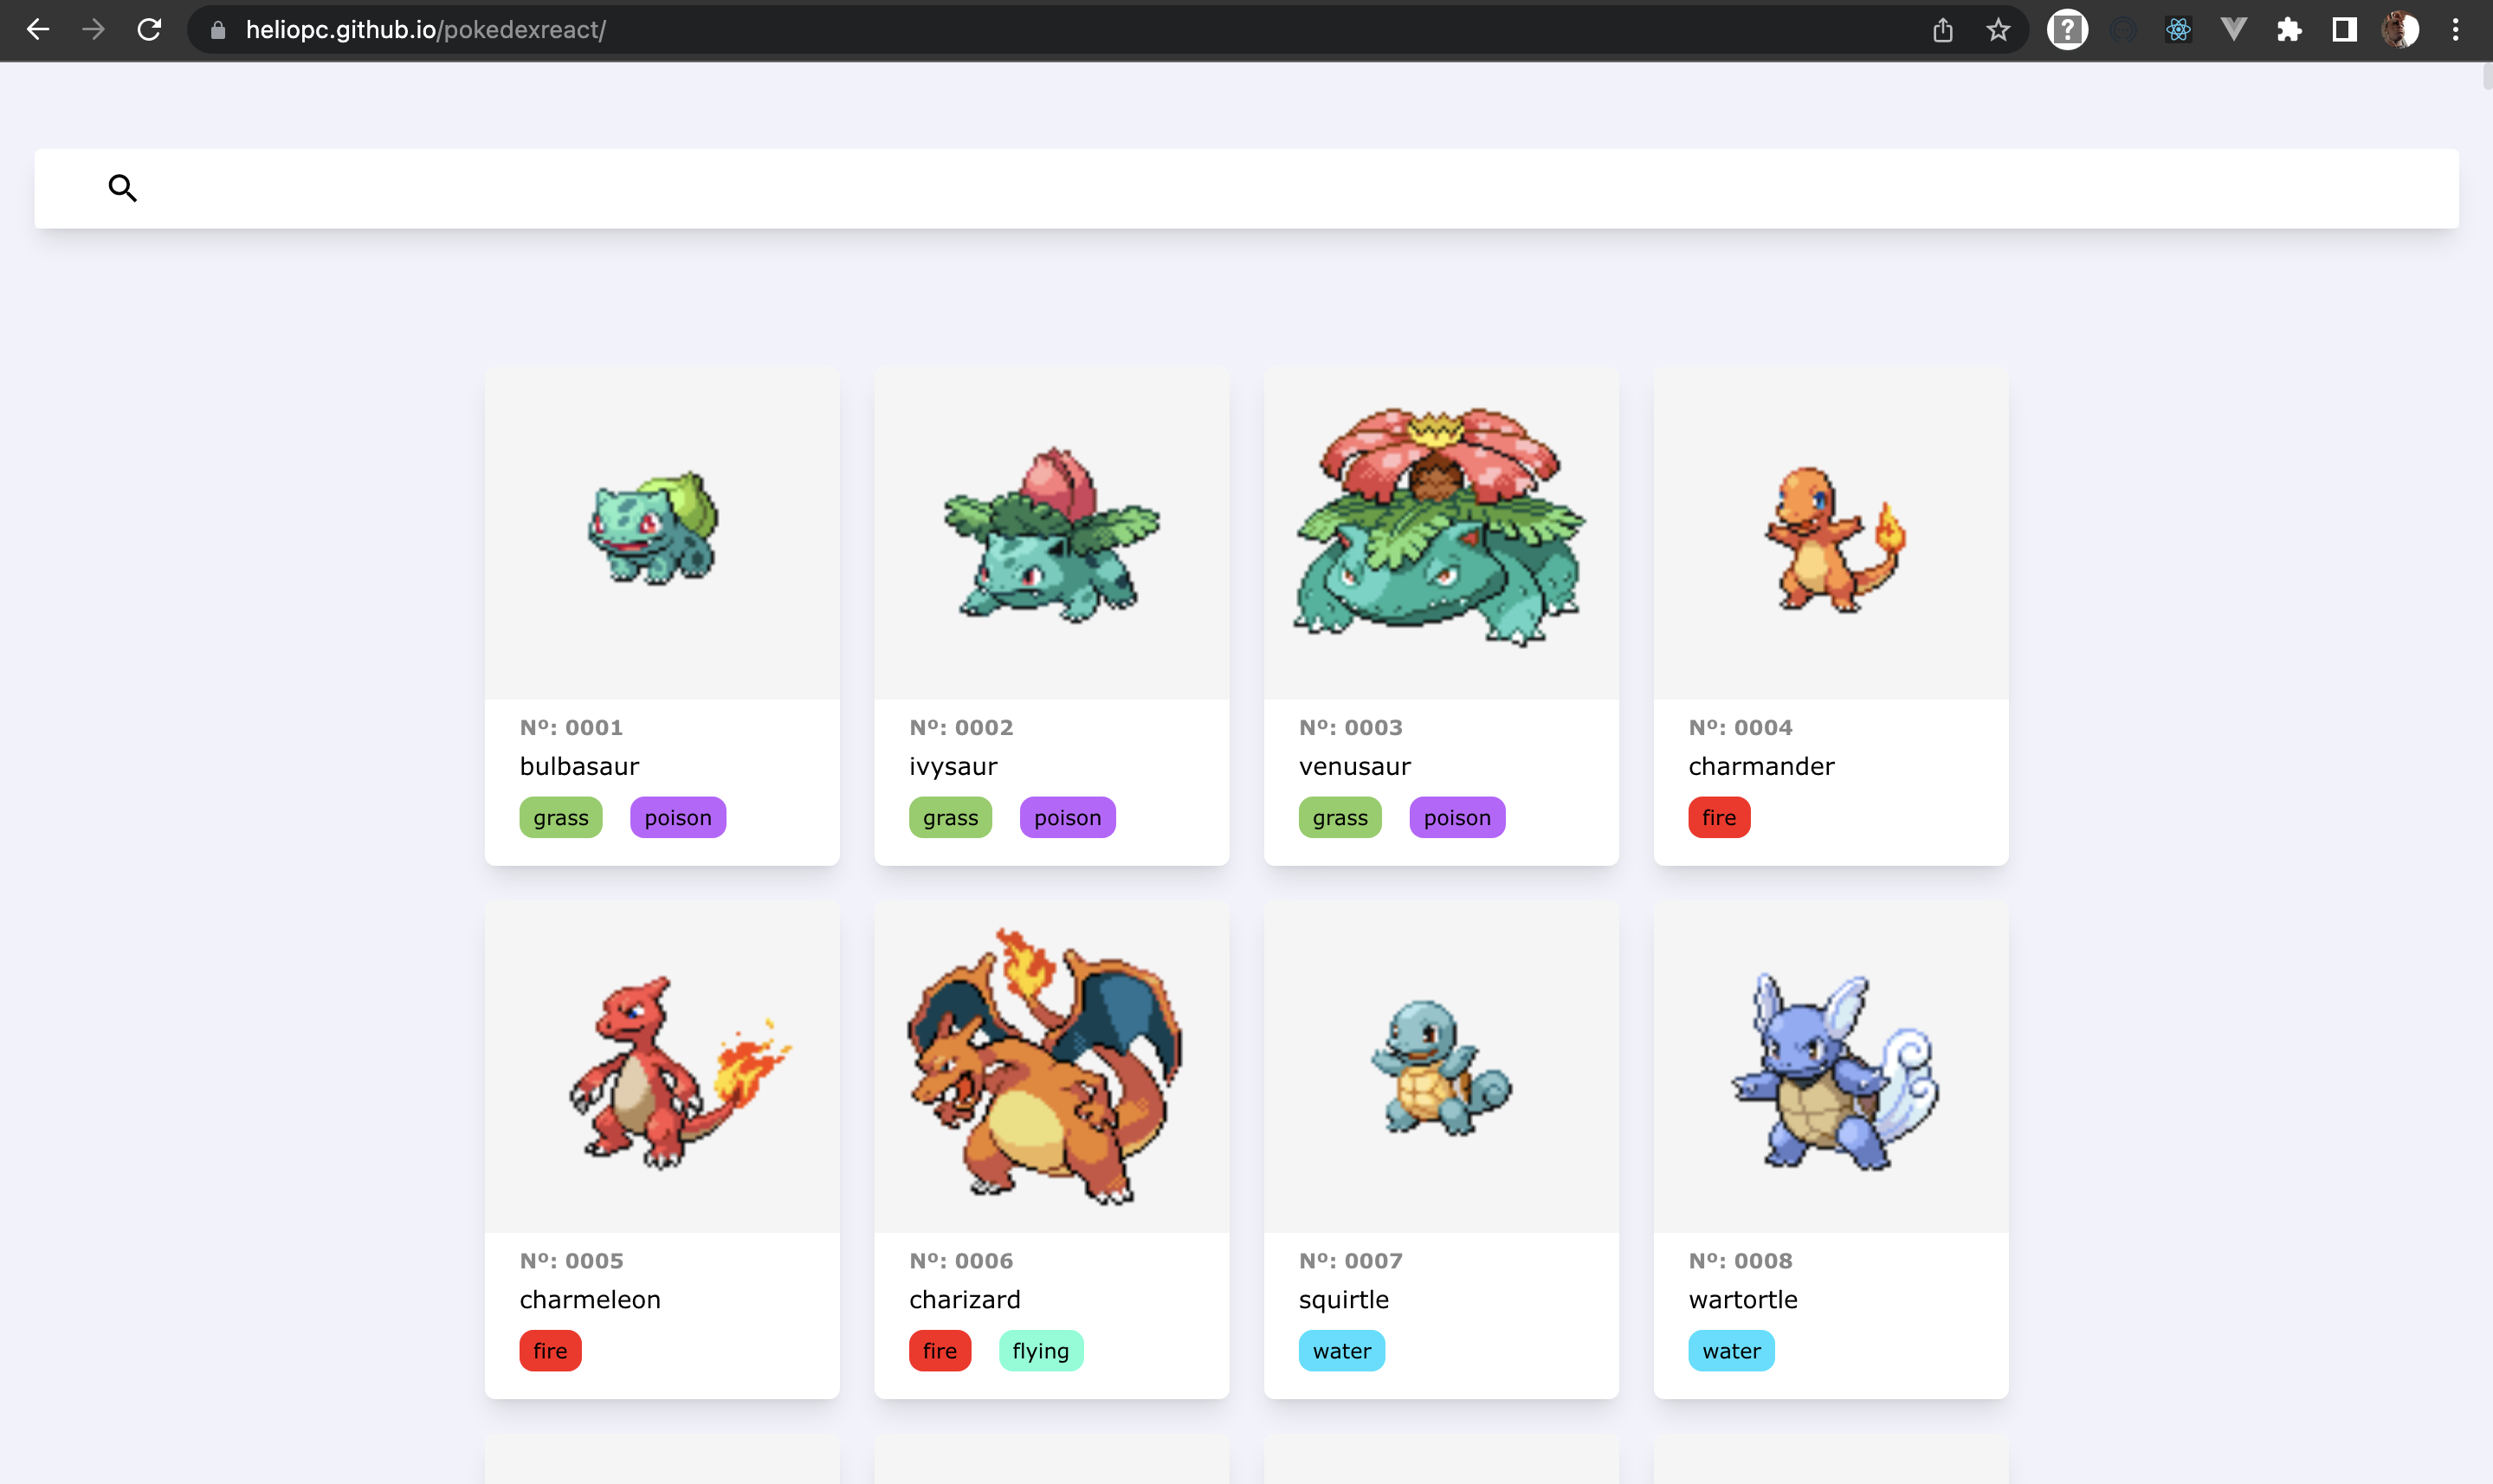 heliopc.github.io/pokedexreact/
?
Nº: 0001
bulbasaur
grass poison
Nº: 0002
ivysaur
grass poison
Nº: 0003
venusaur
grass poison
Nº: 0004
charmander
fire
Nº: 0005
charmeleon
fire
Nº: 0006
charizard
fire flying
Nº: 0007
squirtle
water
Nº: 0008
wartortle
water